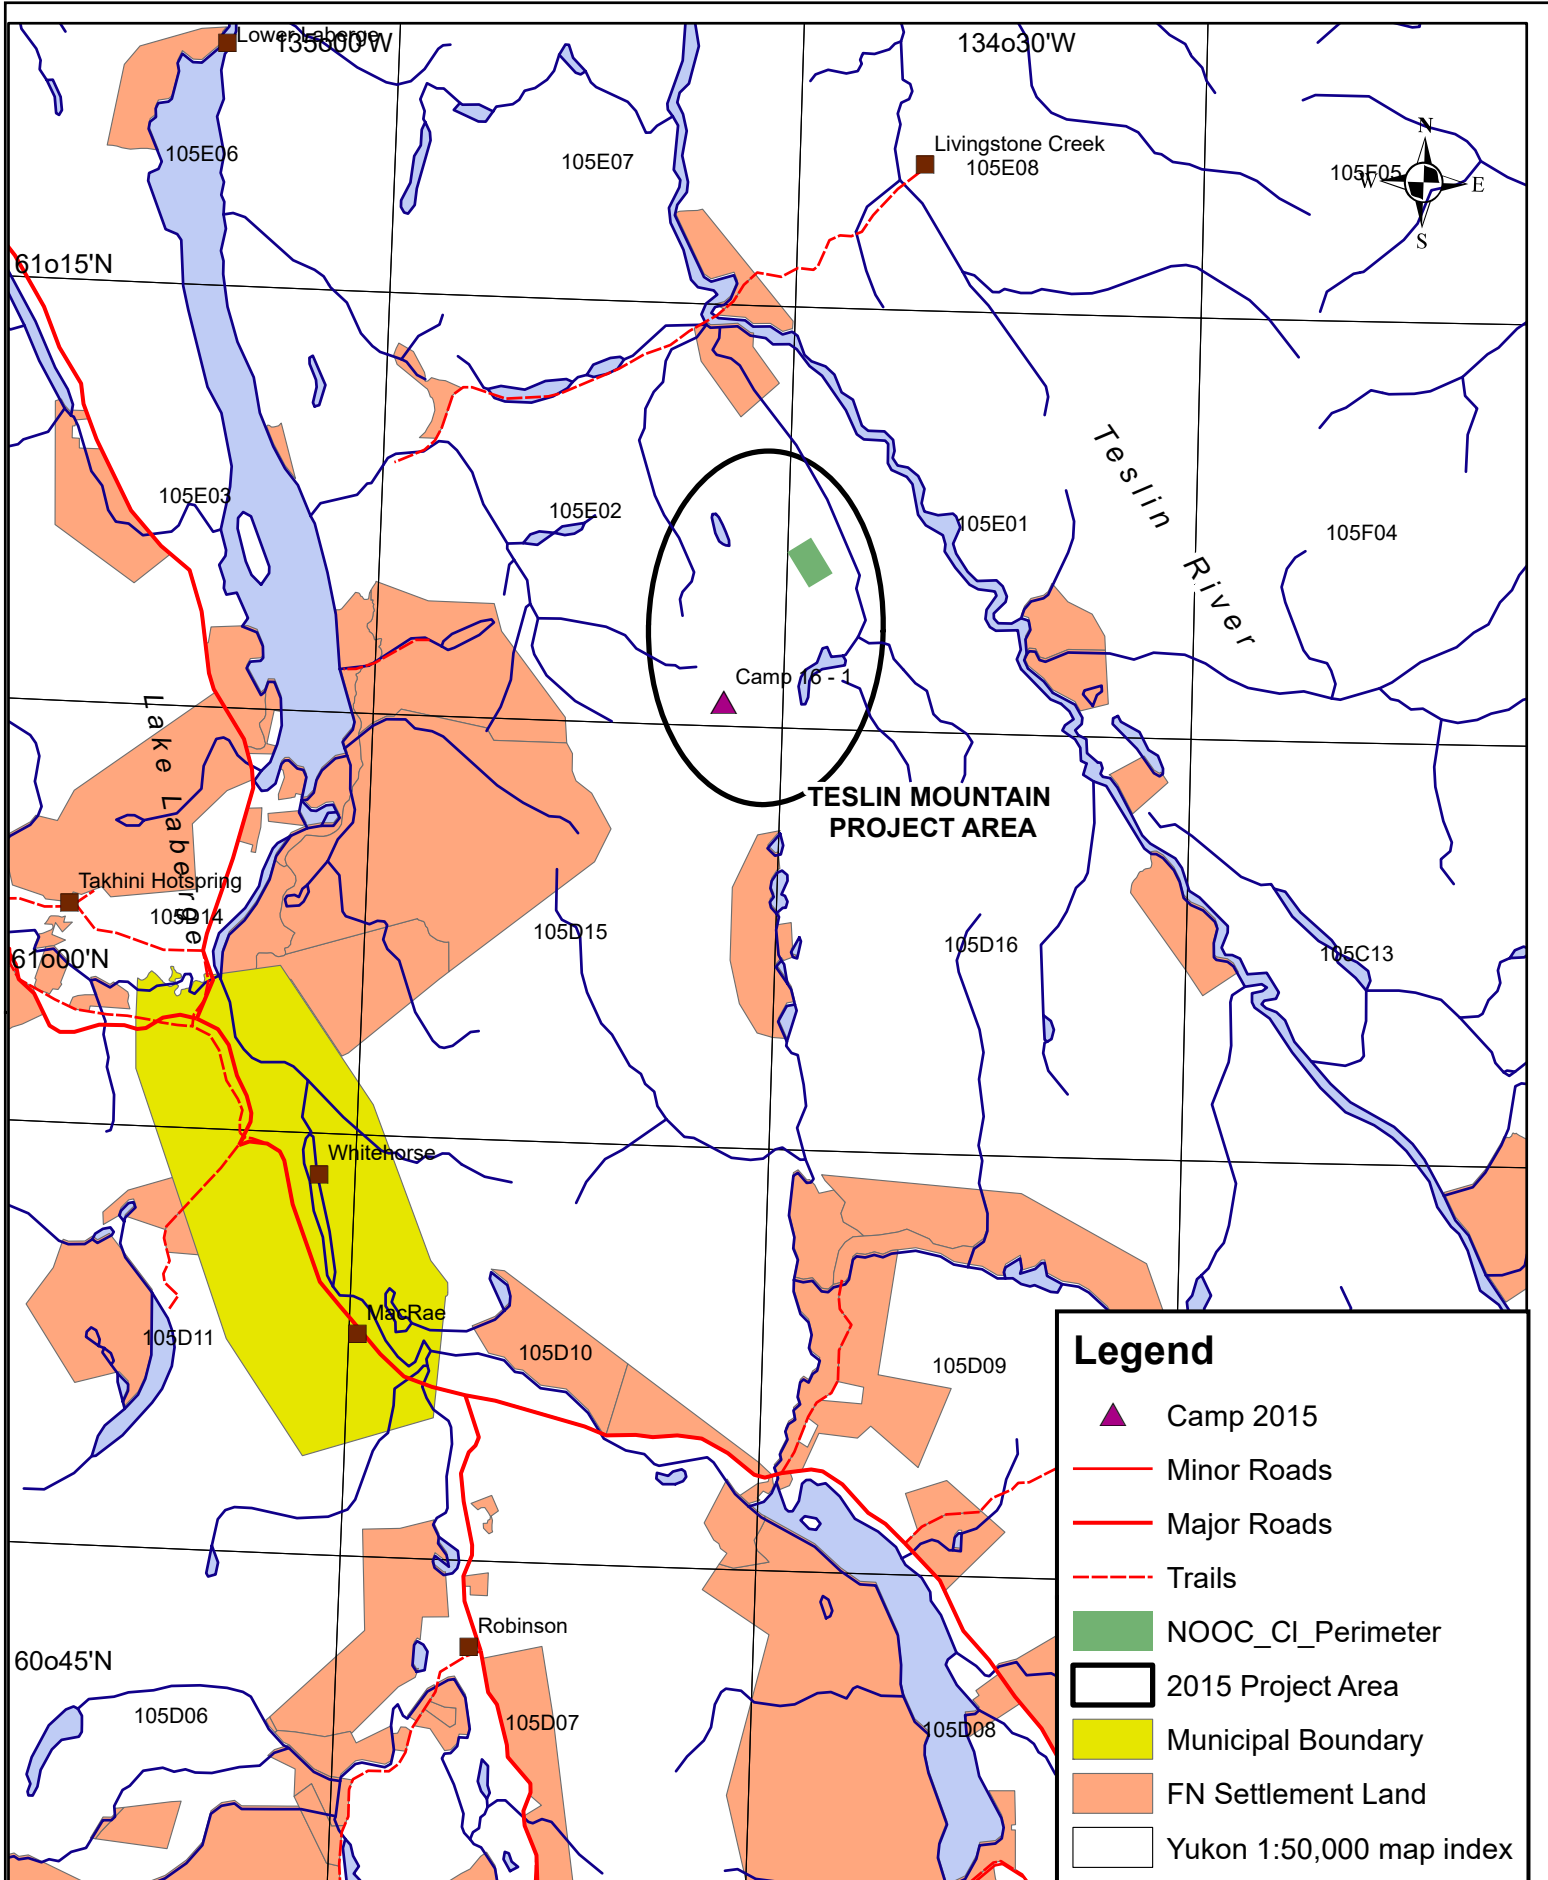 Lower Laberge
135o00'W
134o30'W
105E06
105E07
Livingstone Creek
105E08
105F05
N
W
E
S
61o15'N
Teslin River
105E03
105E02
105E01
105F04
Camp 16 - 1
Lake Laberge
TESLIN MOUNTAIN
PROJECT AREA
Takhini Hotspring
105D14
105D15
105D16
105C13
61o00'N
Whitehorse
MacRae
105D11
105D10
105D09
Robinson
60o45'N
105D06
105D07
105D08
Legend
Camp 2015
Minor Roads
Major Roads
Trails
NOOC_Cl_Perimeter
2015 Project Area
Municipal Boundary
FN Settlement Land
Yukon 1:50,000 map index